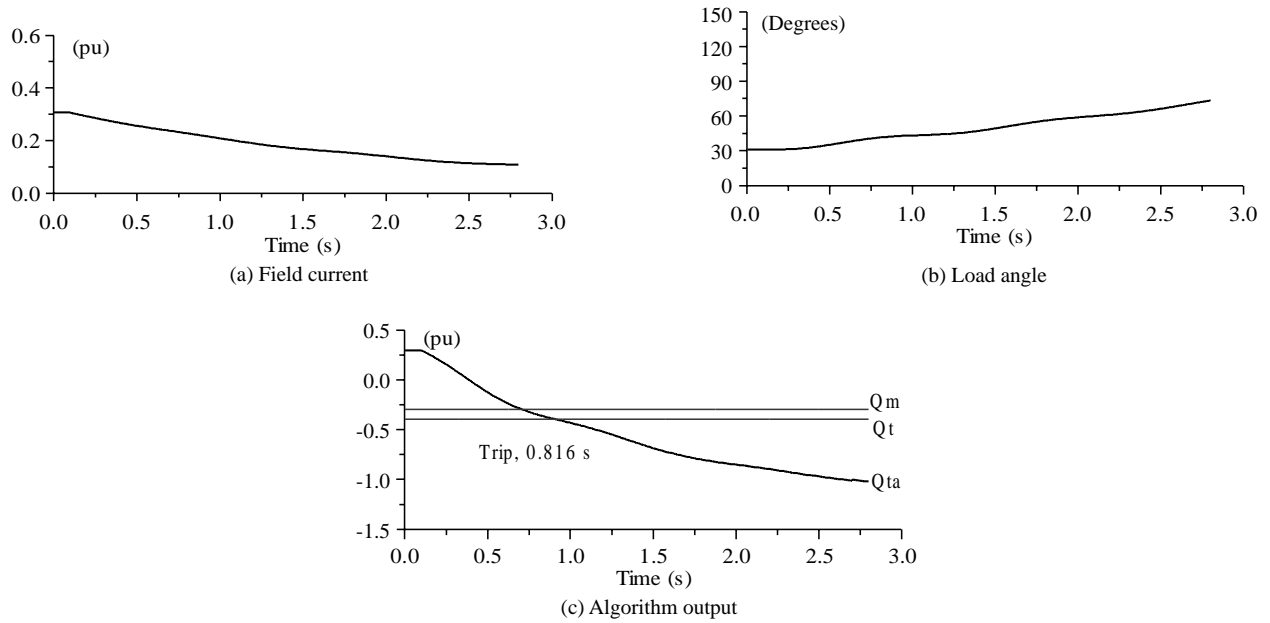 (pu)
0.6
0.4
0.2
0.0
0.0 0.5 1.0 1.5 2.0 2.5 3.0
Time (s)
(a) Field current
(Degrees)
150
120
90
60
30
0
0.0 0.5 1.0 1.5 2.0 2.5 3.0
Time (s)
(b) Load angle
(pu)
0.5
0.0
-0.5
-1.0
-1.5
Qm
Qt
Trip, 0.816 s
Qta
0.0 0.5 1.0 1.5 2.0 2.5 3.0
Time (s)
(c) Algorithm output